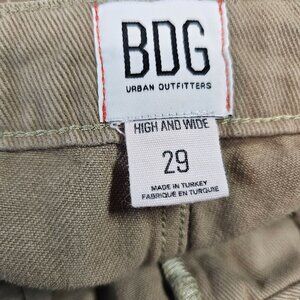 BDG
URBAN OUTFITTERS
HIGH AND WIDE
29
MADE IN TURKEY
FABRIQUE EN TURQUIE